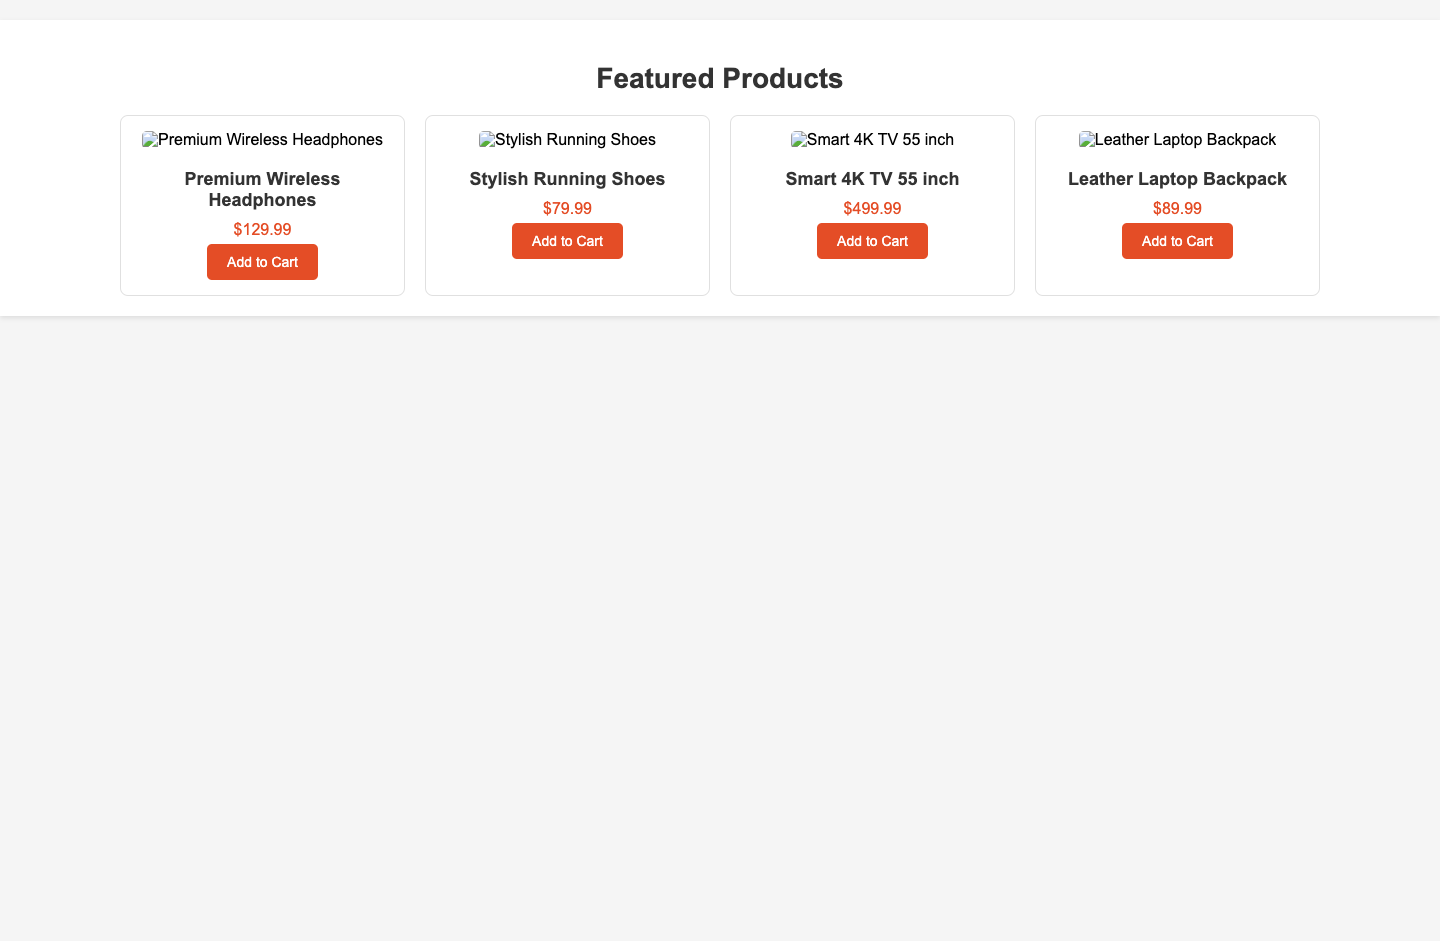 Featured Products
Premium Wireless Headphones
Premium Wireless
Headphones
$129.99
Add to Cart
Stylish Running Shoes
Stylish Running Shoes
$79.99
Add to Cart
Smart 4K TV 55 inch
Smart 4K TV 55 inch
$499.99
Add to Cart
Leather Laptop Backpack
Leather Laptop Backpack
$89.99
Add to Cart